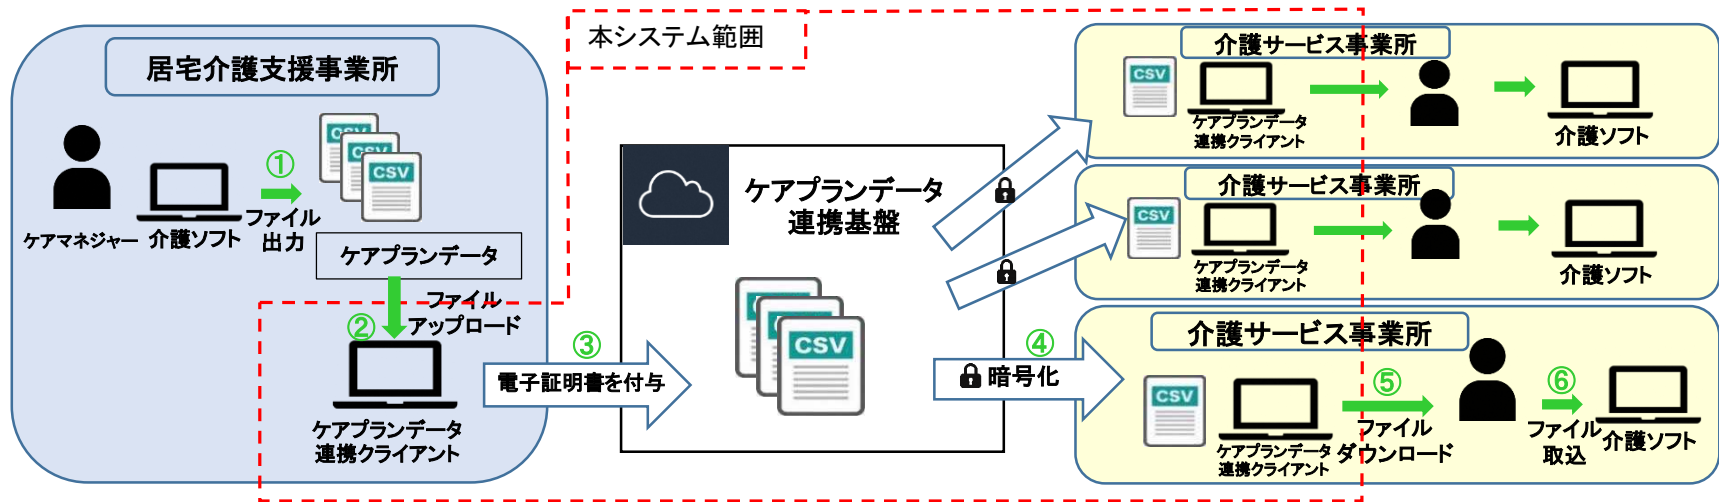 本システム範囲
居宅介護支援事業所
ケアマネジャー
介護ソフト
①
ファイル
出力
CSV
CSV
CSV
ケアプランデータ
②
ファイル
アップロード
ケアプランデータ
連携クライアント
③
電子証明書を付与
ケアプランデータ
連携基盤
CSV
CSV
CSV
④
暗号化
介護サービス事業所
CSV
ケアプランデータ
連携クライアント
介護ソフト
介護サービス事業所
CSV
ケアプランデータ
連携クライアント
介護ソフト
介護サービス事業所
CSV
ケアプランデータ
連携クライアント
⑤
ファイル
ダウンロード
⑥
ファイル
取込
介護ソフト